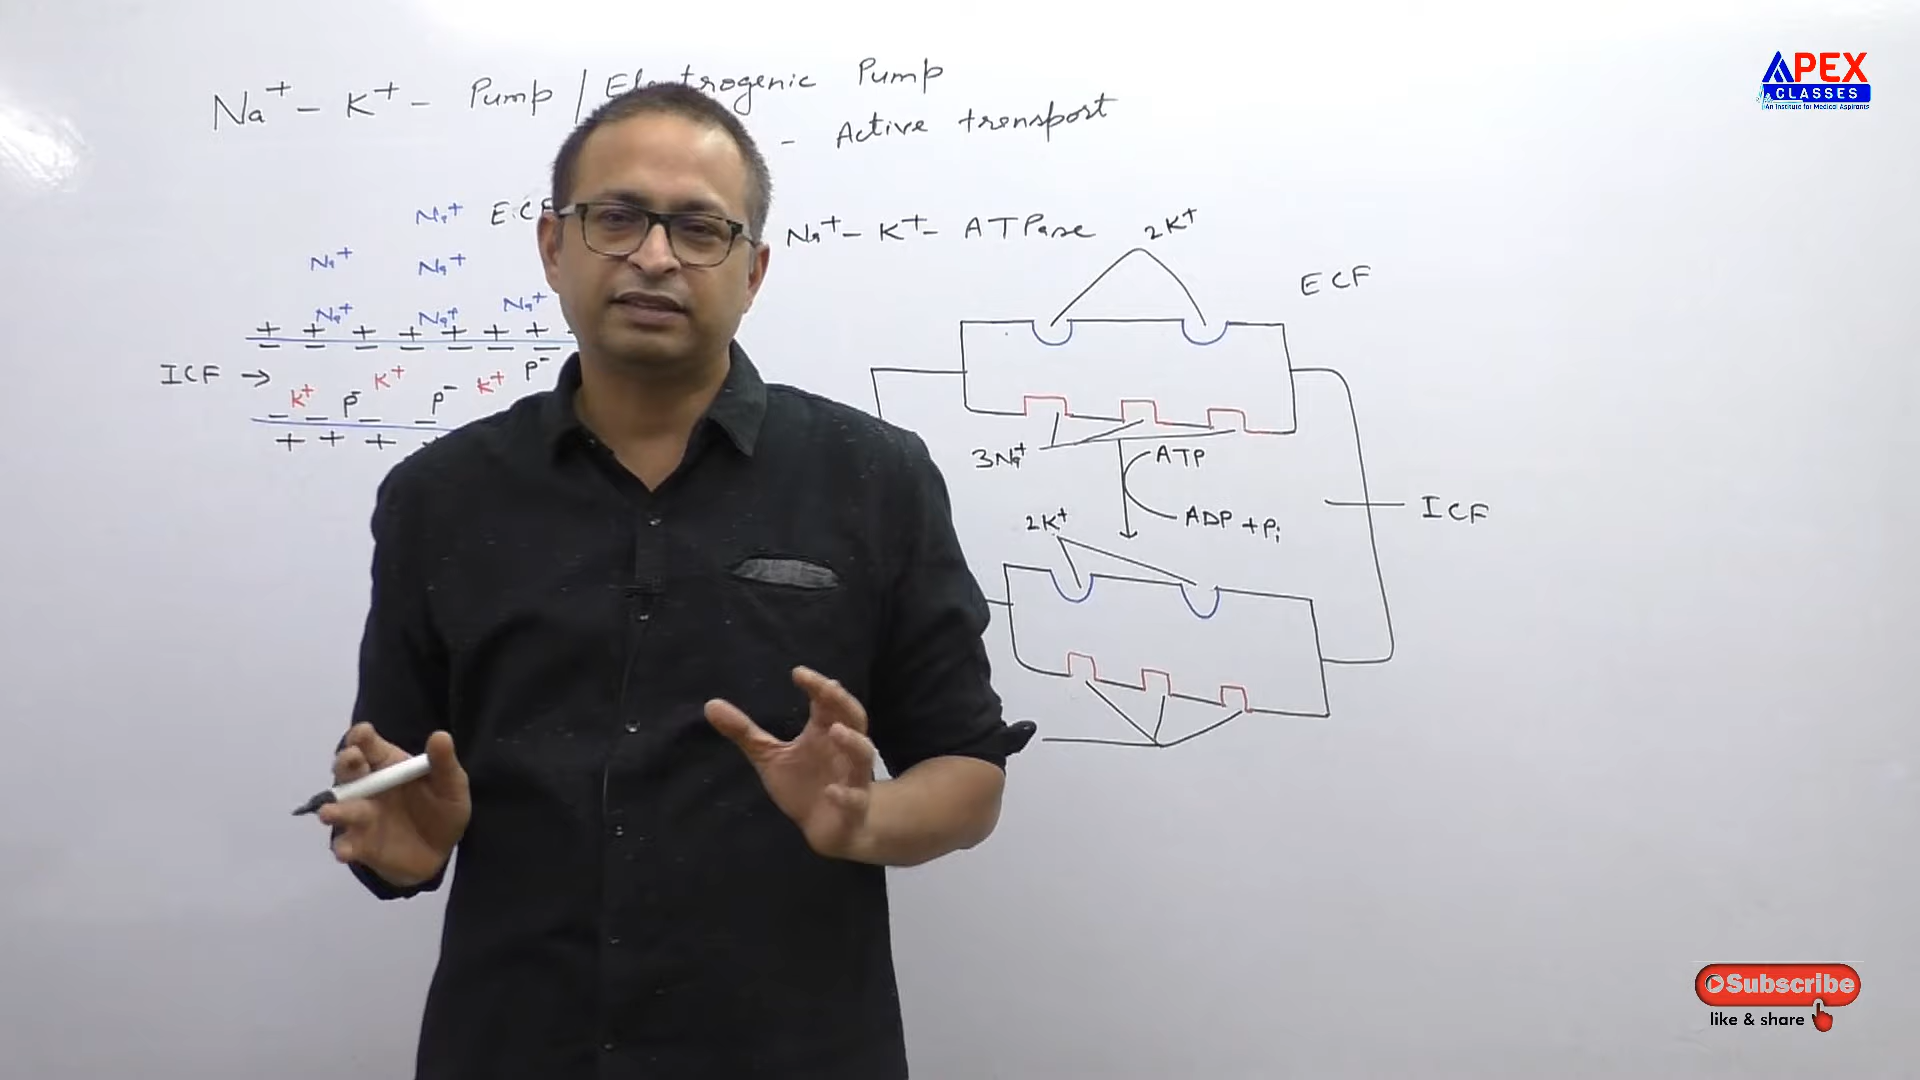 Na+ - K+ - Pump / Electrogenic Pump
- Active transport
APEX
CLASSES
An Institute for Medical Aspirants
Na+ ECF
Na+ Na+
Na+ Na+ Na+
+ + + + + + +
- - - - - - -
ICF → K+ P- K+ P- K+ P-
- - - -
+ + + +
Na+ - K+ - ATPase
2K+
ECF
3Na+
ATP
ADP + Pi
ICF
2K+
Subscribe
like & share